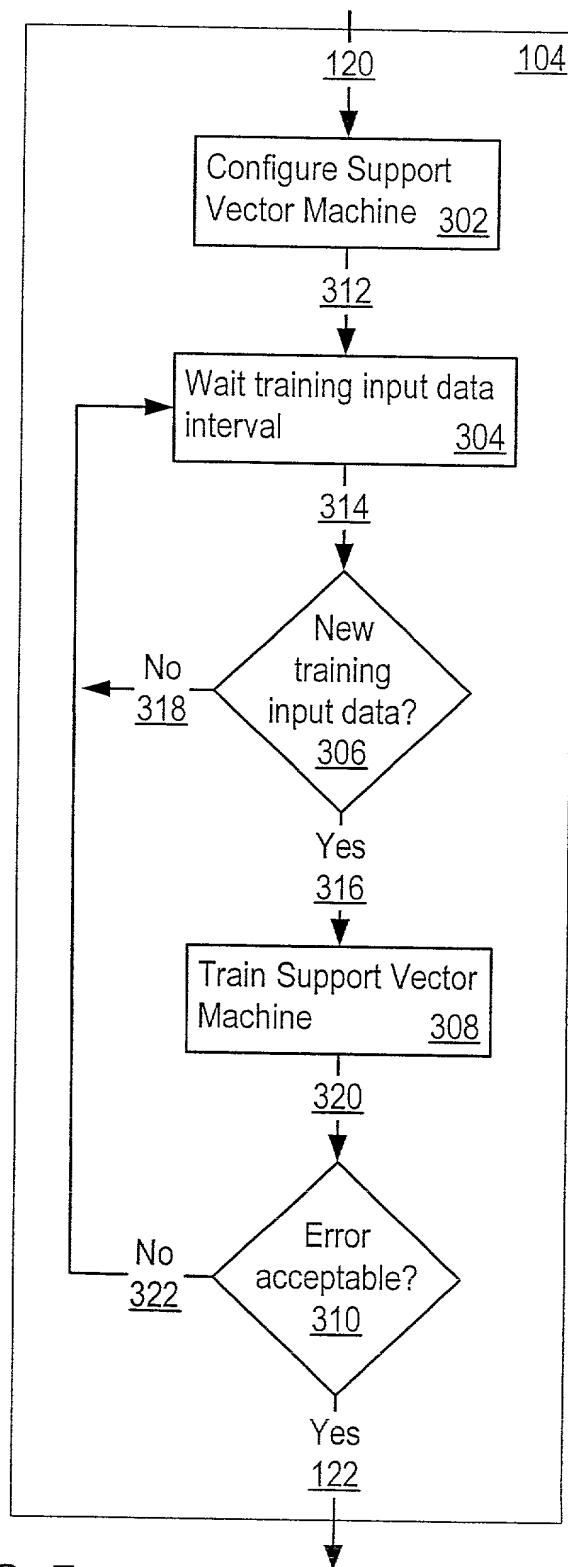 120
104
Configure Support
Vector Machine 302
312
Wait training input data
interval 304
314
New
training
input data?
306
No
318
Yes
316
Train Support Vector
Machine 308
320
Error
acceptable?
310
No
322
Yes
122